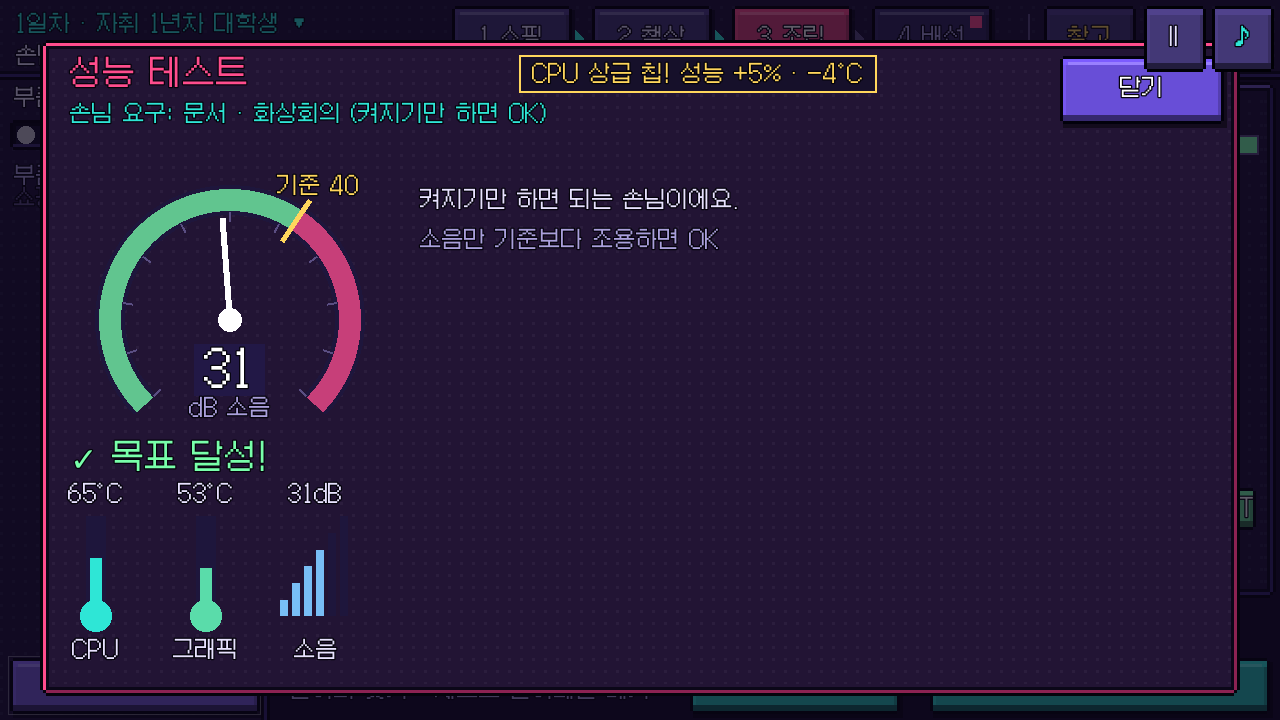 1일차 · 자취 1년차 대학생 ▼
성능 테스트
CPU 상급 칩! 성능 +5% · −4°C
닫기
손님 요구: 문서 · 화상회의 (켜지기만 하면 OK)
기준 40
켜지기만 하면 되는 손님이에요.
소음만 기준보다 조용하면 OK
31
dB 소음
✓ 목표 달성!
65°C 53°C 31dB
CPU 그래픽 소음